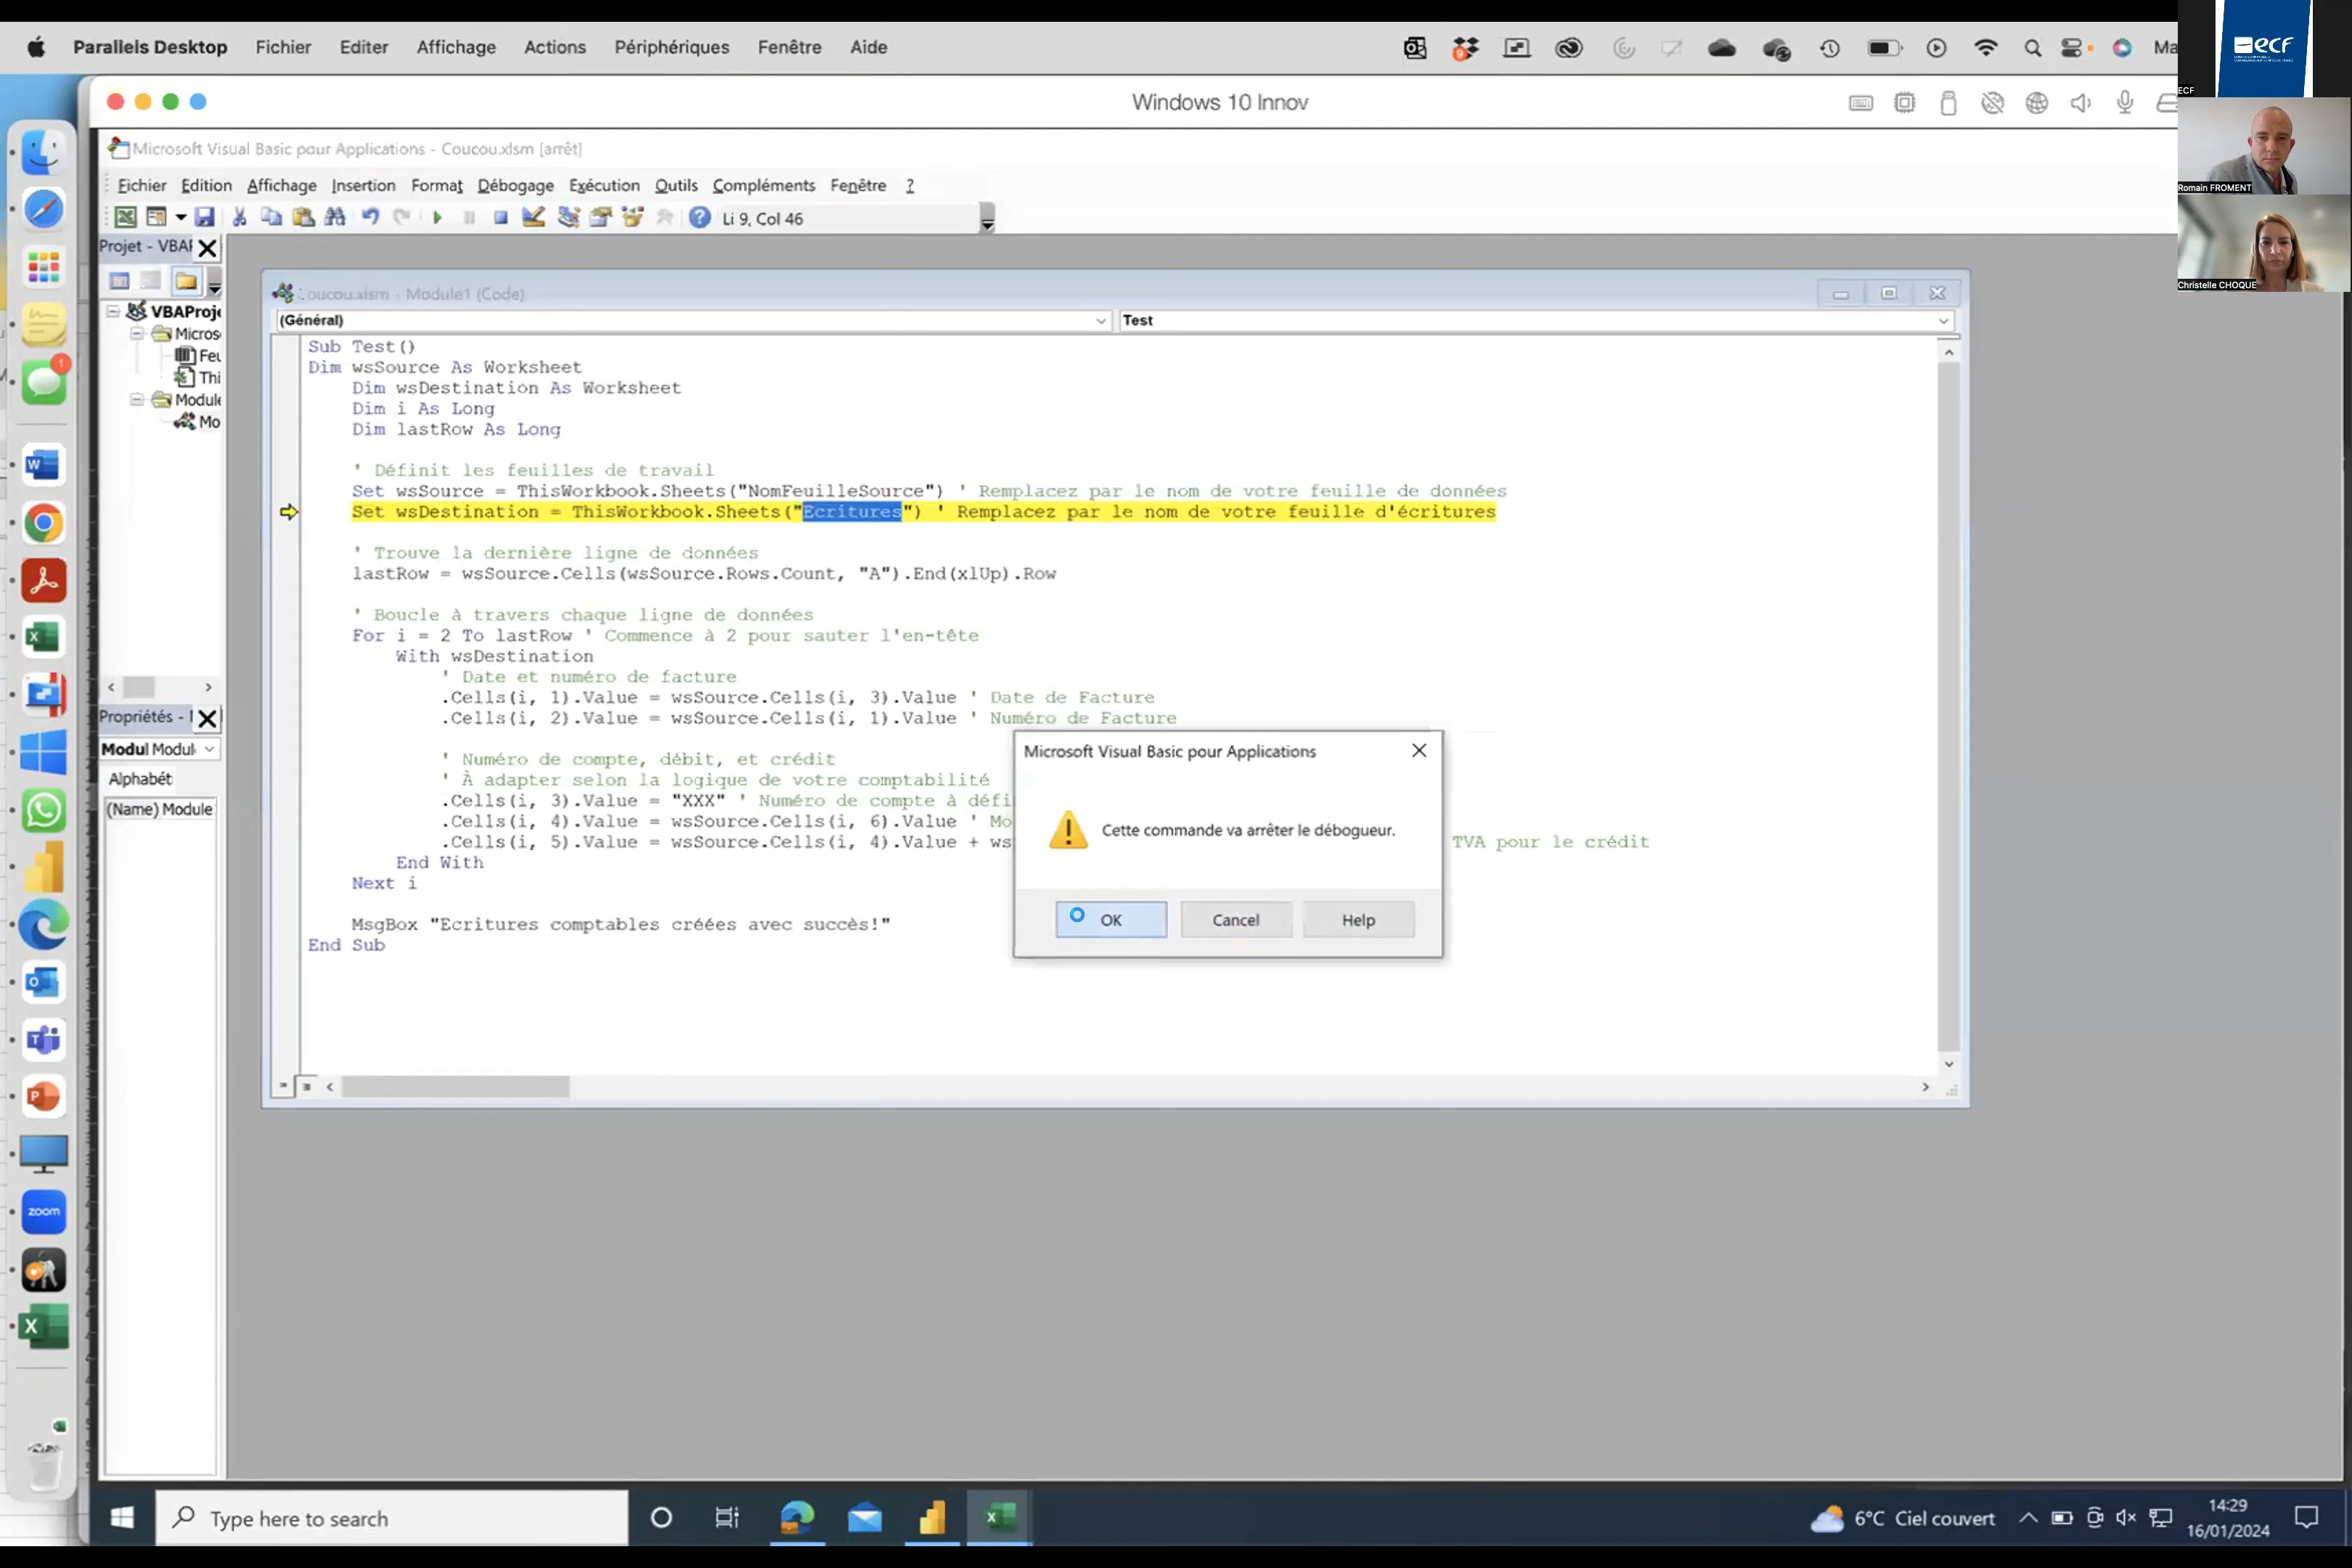 Parallels Desktop Fichier Editer Affichage Actions Périphériques Fenêtre Aide
ecf
ECF
Romain FROMENT
Christelle CHOQUE
Windows 10 Innov
Microsoft Visual Basic pour Applications - Coucou.xlsm [arrêt]
Fichier Edition Affichage Insertion Format Débogage Exécution Outils Compléments Fenêtre ?
Li 9, Col 46
Projet - VBAP
VBAProje
Micros
Feu
Thi
Module
Mo
Propriétés - I
Modul Modul
Alphabét
(Name) Module
oucou.xlsm - Module1 (Code)
(Général) Test
Sub Test()
Dim wsSource As Worksheet
Dim wsDestination As Worksheet
Dim i As Long
Dim lastRow As Long
' Définit les feuilles de travail
Set wsSource = ThisWorkbook.Sheets("NomFeuilleSource") ' Remplacez par le nom de votre feuille de données
Set wsDestination = ThisWorkbook.Sheets("Ecritures") ' Remplacez par le nom de votre feuille d'écritures
' Trouve la dernière ligne de données
lastRow = wsSource.Cells(wsSource.Rows.Count, "A").End(xlUp).Row
' Boucle à travers chaque ligne de données
For i = 2 To lastRow ' Commence à 2 pour sauter l'en-tête
With wsDestination
' Date et numéro de facture
.Cells(i, 1).Value = wsSource.Cells(i, 3).Value ' Date de Facture
.Cells(i, 2).Value = wsSource.Cells(i, 1).Value ' Numéro de Facture
' Numéro de compte, débit, et crédit
' À adapter selon la logique de votre comptabilité
.Cells(i, 3).Value = "XXX" ' Numéro de compte à défi
.Cells(i, 4).Value = wsSource.Cells(i, 6).Value ' Mo
.Cells(i, 5).Value = wsSource.Cells(i, 4).Value + ws TVA pour le crédit
End With
Next i
MsgBox "Ecritures comptables créées avec succès!"
End Sub
Microsoft Visual Basic pour Applications
Cette commande va arrêter le débogueur.
OK Cancel Help
zoom
Type here to search
6°C Ciel couvert
14:29
16/01/2024